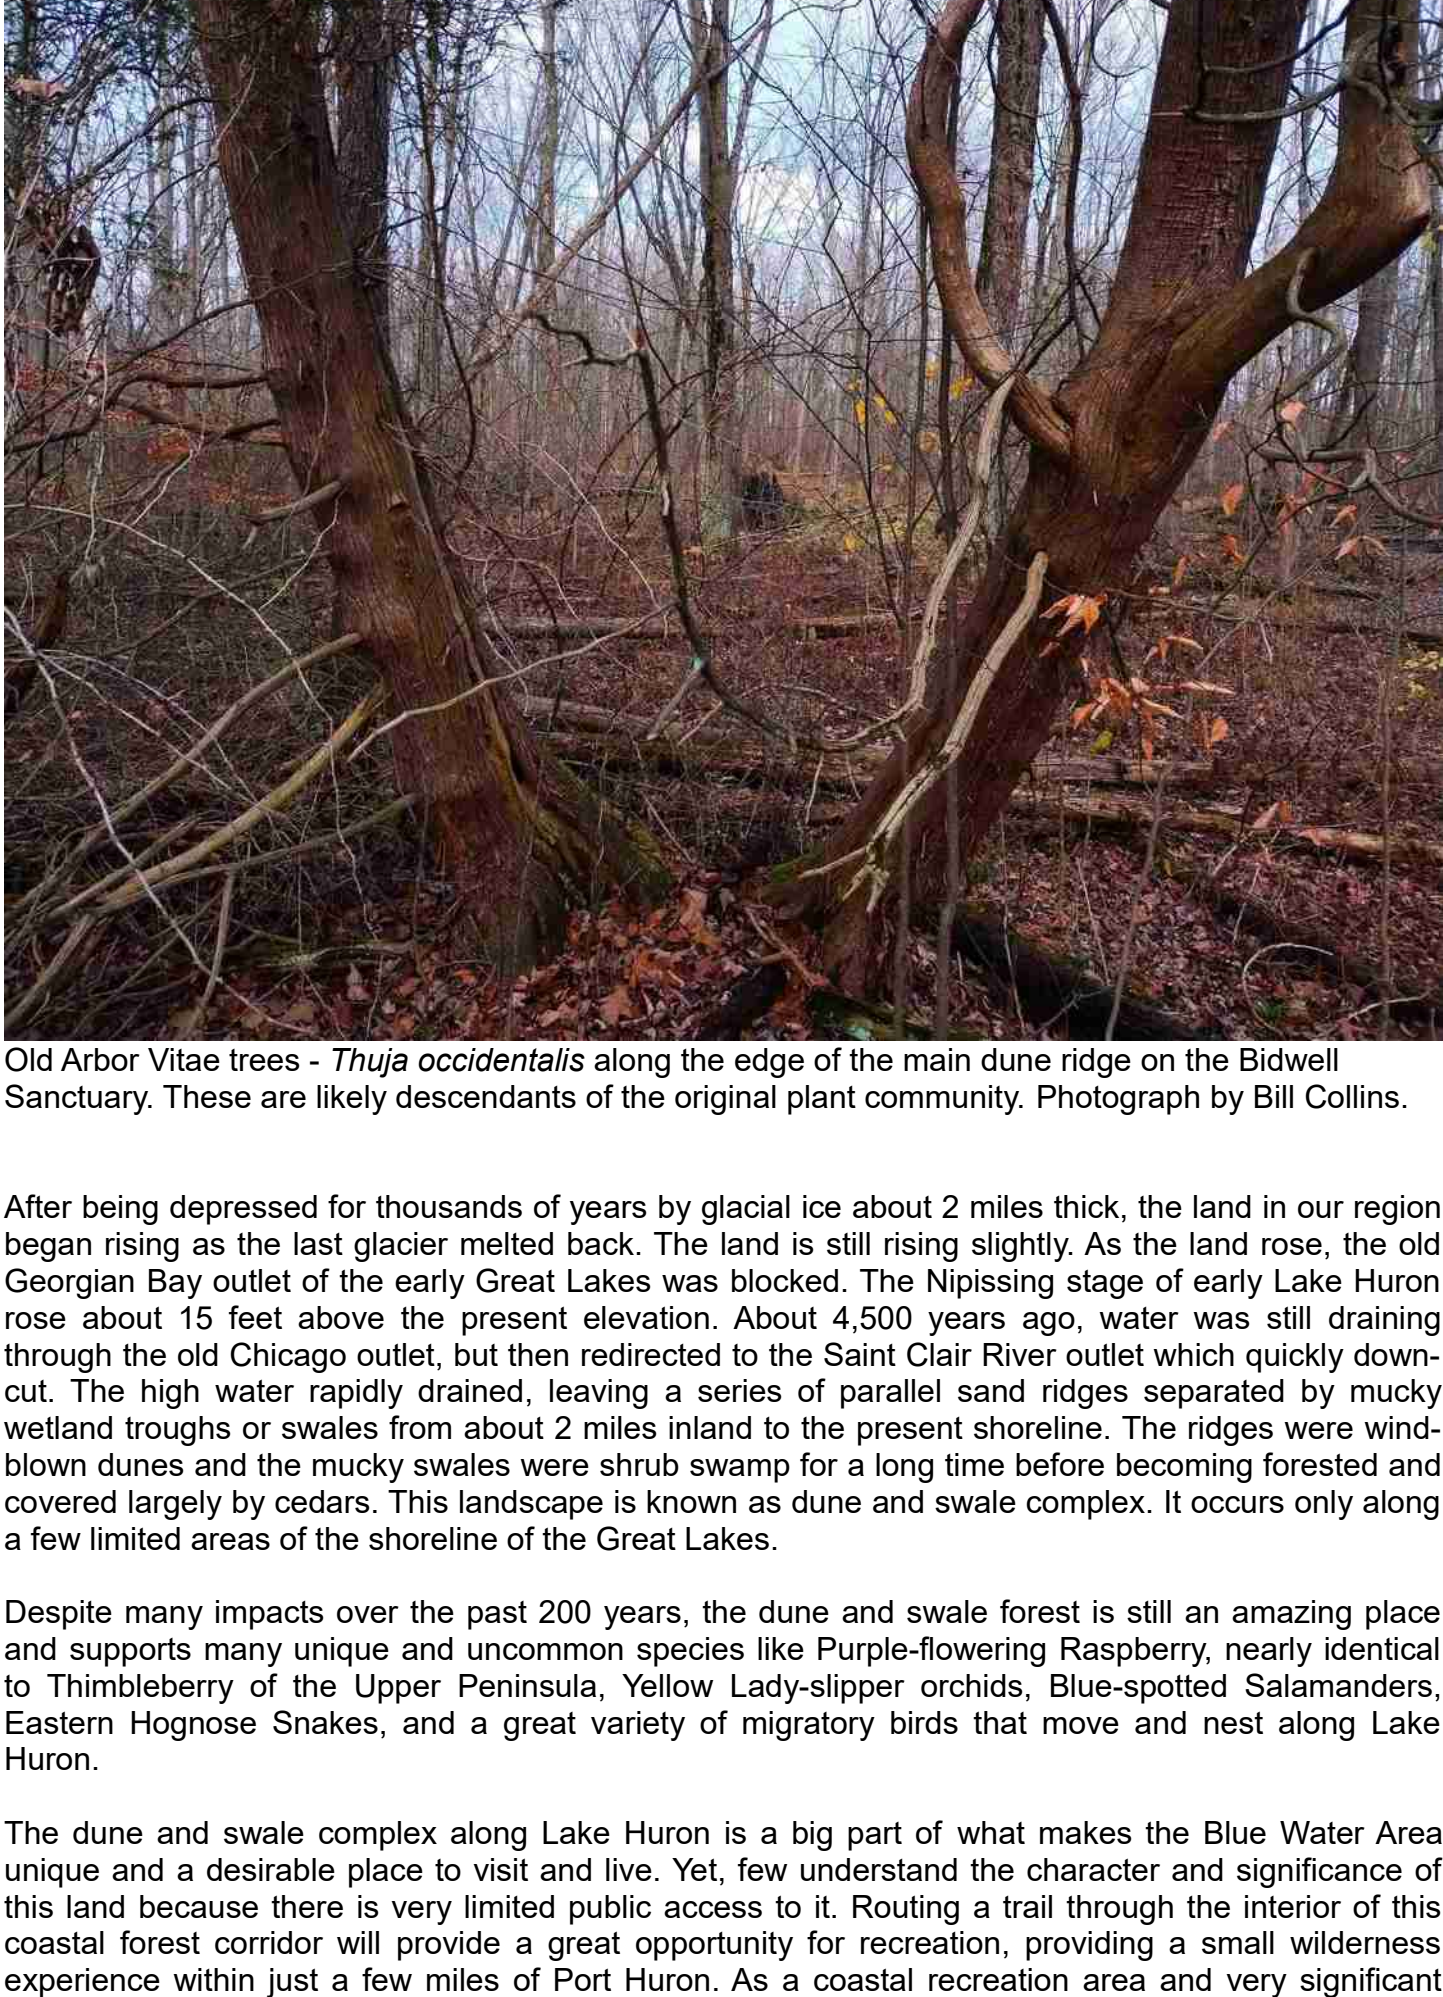 Old Arbor Vitae trees - Thuja occidentalis along the edge of the main dune ridge on the Bidwell
Sanctuary. These are likely descendants of the original plant community. Photograph by Bill Collins.
After being depressed for thousands of years by glacial ice about 2 miles thick, the land in our region
began rising as the last glacier melted back. The land is still rising slightly. As the land rose, the old
Georgian Bay outlet of the early Great Lakes was blocked. The Nipissing stage of early Lake Huron
rose about 15 feet above the present elevation. About 4,500 years ago, water was still draining
through the old Chicago outlet, but then redirected to the Saint Clair River outlet which quickly down-
cut. The high water rapidly drained, leaving a series of parallel sand ridges separated by mucky
wetland troughs or swales from about 2 miles inland to the present shoreline. The ridges were wind-
blown dunes and the mucky swales were shrub swamp for a long time before becoming forested and
covered largely by cedars. This landscape is known as dune and swale complex. It occurs only along
a few limited areas of the shoreline of the Great Lakes.
Despite many impacts over the past 200 years, the dune and swale forest is still an amazing place
and supports many unique and uncommon species like Purple-flowering Raspberry, nearly identical
to Thimbleberry of the Upper Peninsula, Yellow Lady-slipper orchids, Blue-spotted Salamanders,
Eastern Hognose Snakes, and a great variety of migratory birds that move and nest along Lake
Huron.
The dune and swale complex along Lake Huron is a big part of what makes the Blue Water Area
unique and a desirable place to visit and live. Yet, few understand the character and significance of
this land because there is very limited public access to it. Routing a trail through the interior of this
coastal forest corridor will provide a great opportunity for recreation, providing a small wilderness
experience within just a few miles of Port Huron. As a coastal recreation area and very significant